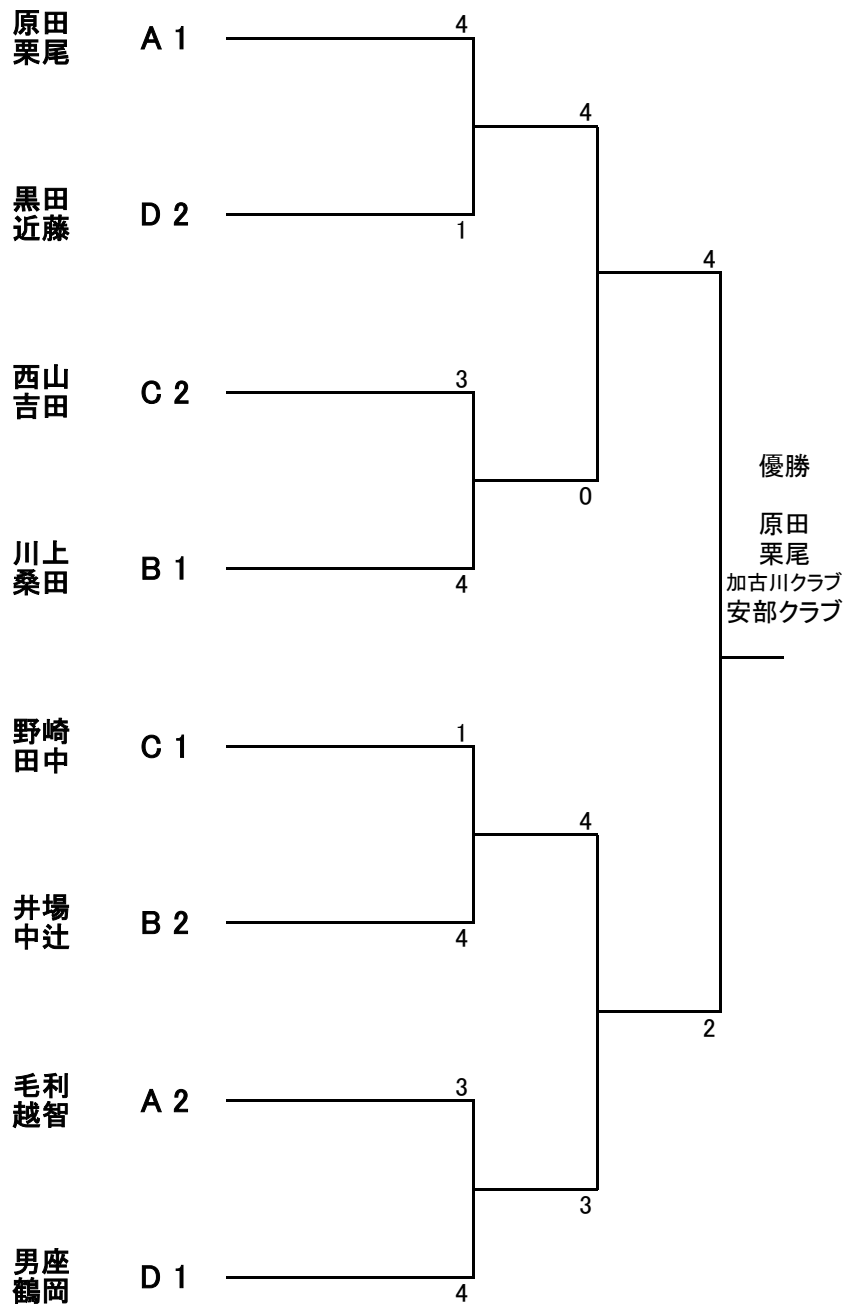 原田
栗尾
A 1
4
4
黒田
近藤
D 2
1
4
西山
吉田
C 2
3
0
川上
桑田
B 1
4
優勝
原田
栗尾
加古川クラブ
安部クラブ
野崎
田中
C 1
1
4
井場
中辻
B 2
4
2
毛利
越智
A 2
3
3
男座
鶴岡
D 1
4